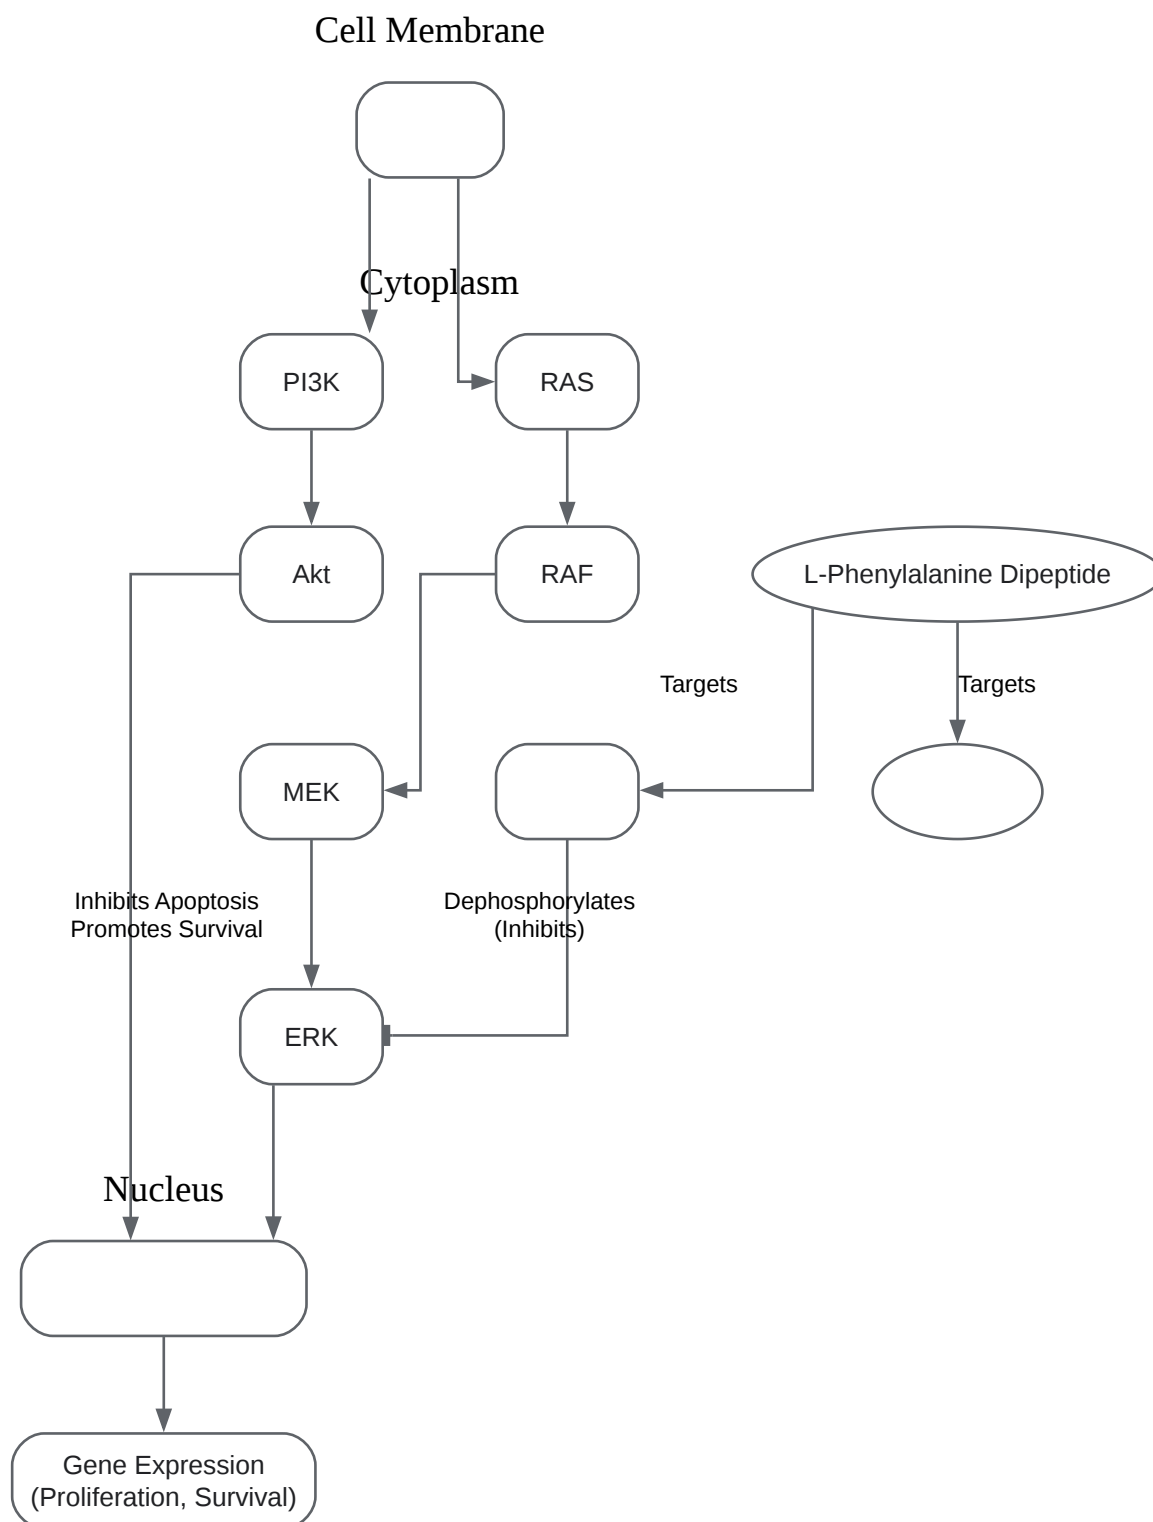 Cell Membrane
Cytoplasm
PI3K
RAS
Akt
RAF
L-Phenylalanine Dipeptide
Targets
Targets
MEK
Inhibits Apoptosis
Promotes Survival
Dephosphorylates
(Inhibits)
ERK
Nucleus
Gene Expression
(Proliferation, Survival)